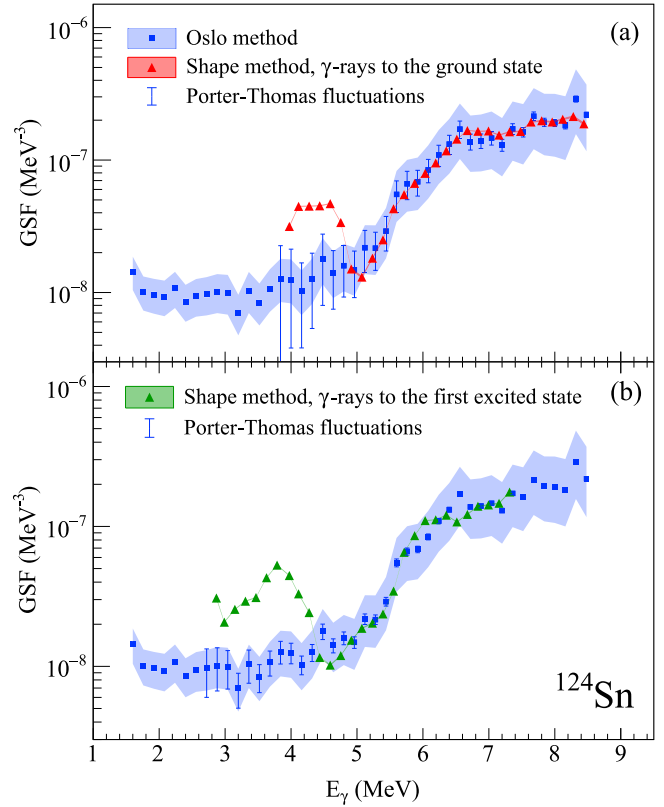 10⁻⁶
(a)
Oslo method
Shape method, γ-rays to the ground state
Porter-Thomas fluctuations
GSF (MeV⁻³)
10⁻⁷
10⁻⁸
10⁻⁶
(b)
Shape method, γ-rays to the first excited state
Porter-Thomas fluctuations
GSF (MeV⁻³)
10⁻⁷
10⁻⁸
¹²⁴Sn
1 2 3 4 5 6 7 8 9
Eᵧ (MeV)